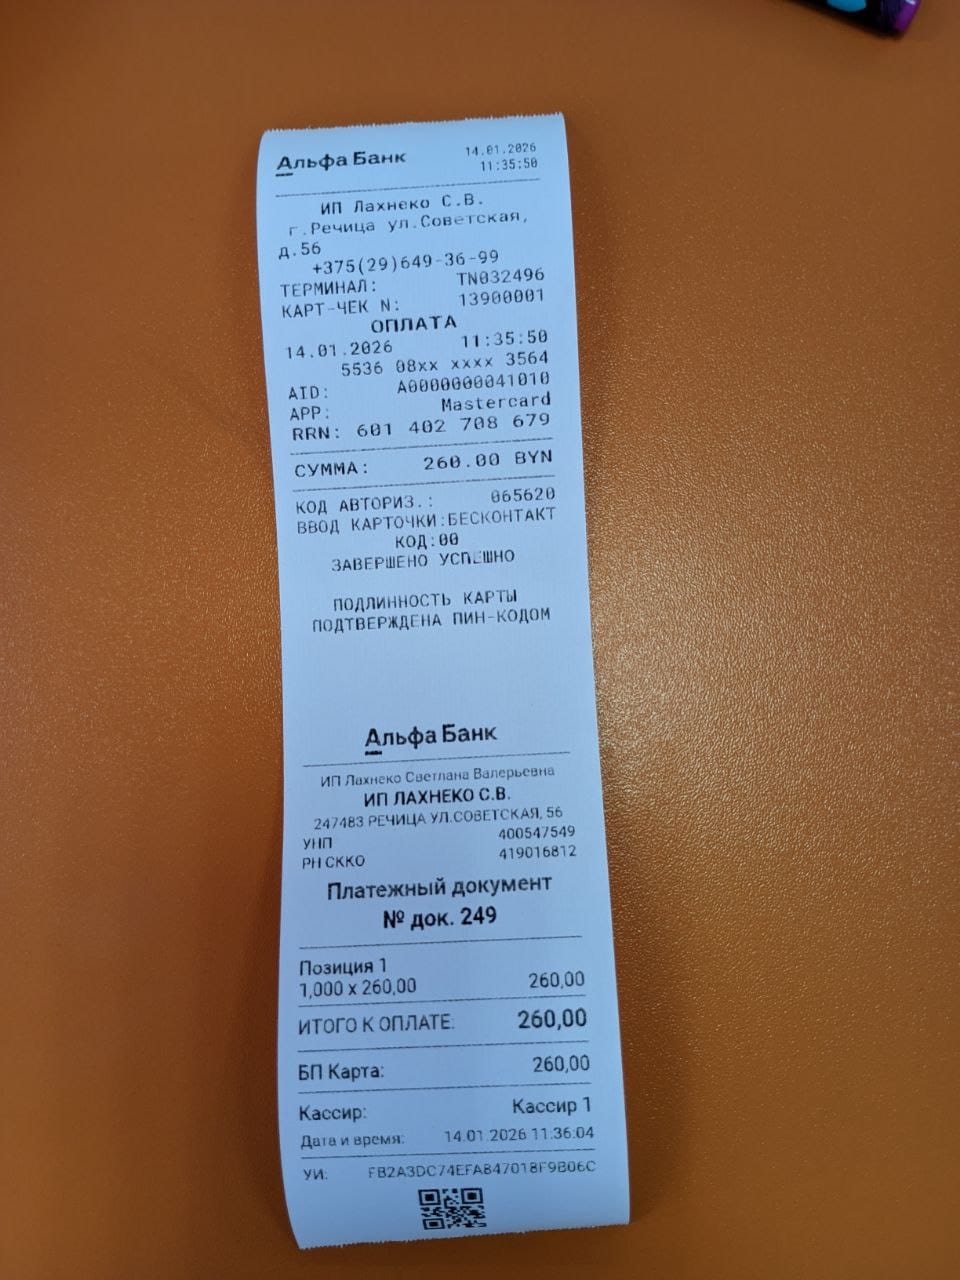 Альфа Банк 14.01.2026
11:35:50
ИП Лахнеко С.В.
г.Речица ул.Советская,
д.56
+375(29)649-36-99
ТЕРМИНАЛ: TN032496
КАРТ-ЧЕК N: 13900001
ОПЛАТА
14.01.2026 11:35:50
5536 08xx xxxx 3564
AID: A0000000041010
APP: Mastercard
RRN: 601 402 708 679
СУММА: 260.00 BYN
КОД АВТОРИЗ.: 065620
ВВОД КАРТОЧКИ:БЕСКОНТАКТ
КОД:00
ЗАВЕРШЕНО УСПЕШНО
ПОДЛИННОСТЬ КАРТЫ
ПОДТВЕРЖДЕНА ПИН-КОДОМ
Альфа Банк
ИП Лахнеко Светлана Валерьевна
ИП ЛАХНЕКО С.В.
247483 РЕЧИЦА УЛ.СОВЕТСКАЯ, 56
УНП 400547549
РН СККО 419016812
Платежный документ
№ док. 249
Позиция 1
1,000 x 260,00 260,00
ИТОГО К ОПЛАТЕ: 260,00
БП Карта: 260,00
Кассир: Кассир 1
Дата и время: 14.01.2026 11:36:04
УИ: FB2A3DC74EFAB47018F9B06C